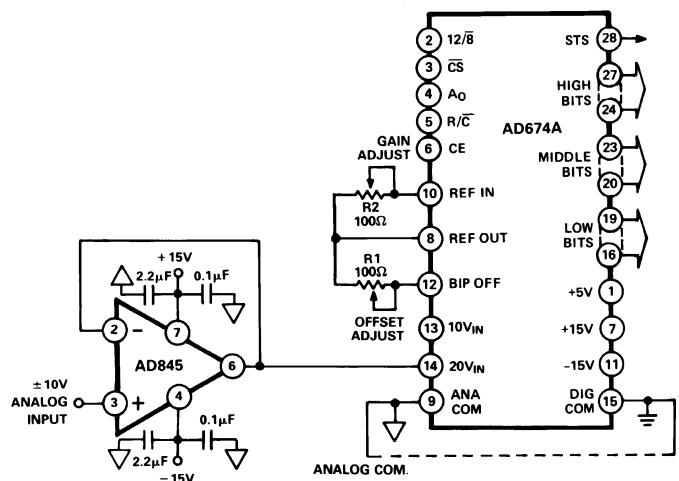 2 12/8̅ STS 28
3 C̅S̅ 27
HIGH BITS
4 A₀ 24
5 R/C̅ AD674A
GAIN ADJUST 6 CE 23
MIDDLE BITS
R2 100Ω 10 REF IN 20
8 REF OUT 19
LOW BITS
R1 100Ω 12 BIP OFF 16
OFFSET ADJUST
+5V 1
13 10VIN +15V 7
14 20VIN -15V 11
9 ANA COM DIG COM 15
ANALOG COM.
+15V
2.2μF 0.1μF
2 – 7
AD845 6
±10V ANALOG INPUT 3 + 4
0.1μF
2.2μF
–15V